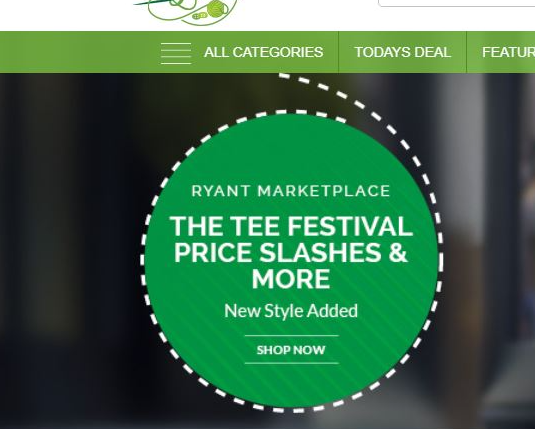 ALL CATEGORIES TODAYS DEAL FEATUR
RYANT MARKETPLACE
THE TEE FESTIVAL
PRICE SLASHES &
MORE
New Style Added
SHOP NOW